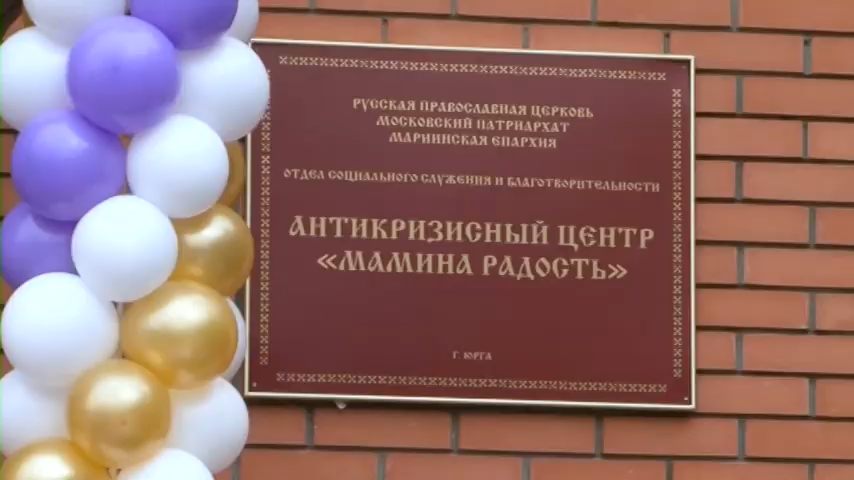 РУССКАЯ ПРАВОСЛАВНАЯ ЦЕРКОВЬ
МОСКОВСКИЙ ПАТРИАРХАТ
МАРИИНСКАЯ ЕПАРХИЯ
ОТДЕЛ СОЦИАЛЬНОГО СЛУЖЕНИЯ И БЛАГОТВОРИТЕЛЬНОСТИ
АНТИКРИЗИСНЫЙ ЦЕНТР
«МАМИНА РАДОСТЬ»
Г. ЮРГА